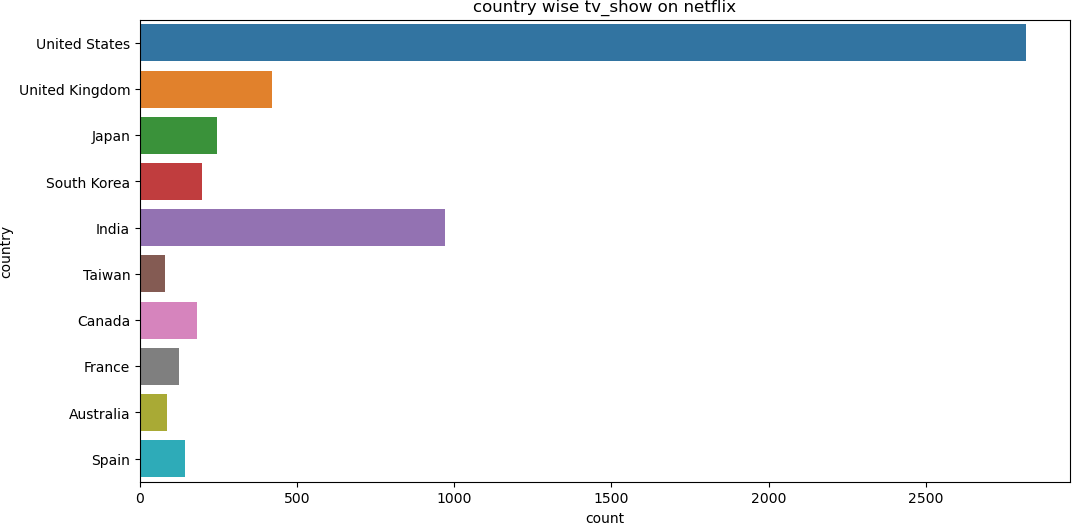 country wise tv_show on netflix
country
United States
United Kingdom
Japan
South Korea
India
Taiwan
Canada
France
Australia
Spain
0 500 1000 1500 2000 2500
count